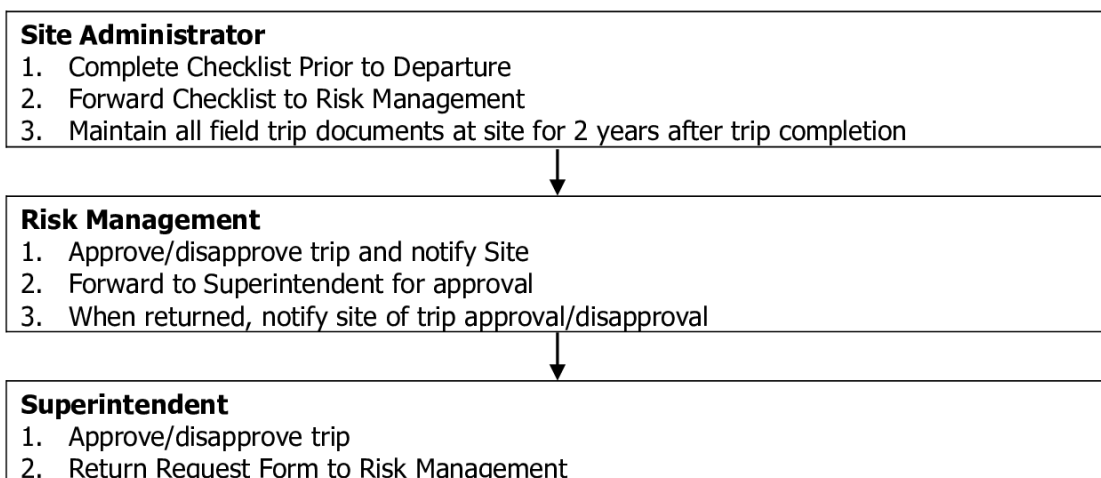 Site Administrator
1. Complete Checklist Prior to Departure
2. Forward Checklist to Risk Management
3. Maintain all field trip documents at site for 2 years after trip completion
Risk Management
1. Approve/disapprove trip and notify Site
2. Forward to Superintendent for approval
3. When returned, notify site of trip approval/disapproval
Superintendent
1. Approve/disapprove trip
2. Return Request Form to Risk Management